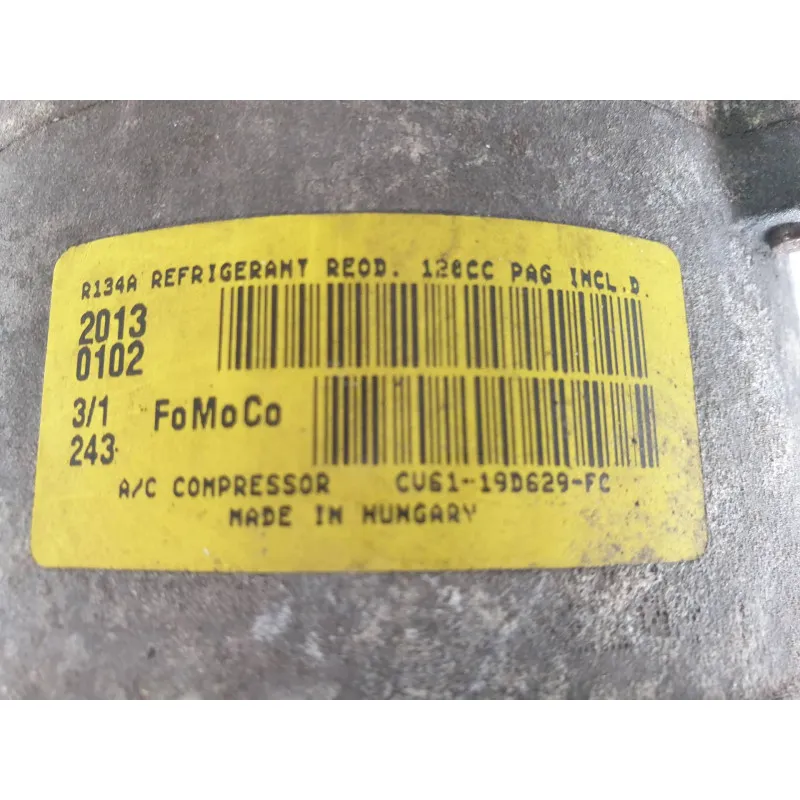 R134A REFRIGERANT REQD. 120CC PAG INCL.D.
2013
0102
3/1
243
FoMoCo
A/C COMPRESSOR CV61-19D629-FC
MADE IN HUNGARY